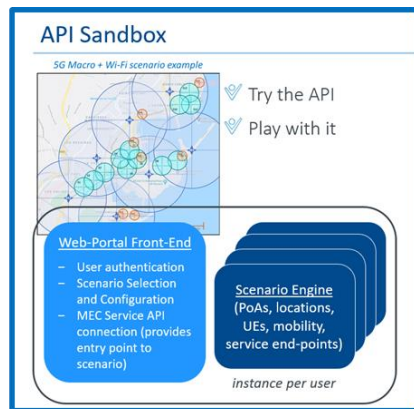 API Sandbox
5G Macro + Wi-Fi scenario example
Try the API
Play with it
Web-Portal Front-End
– User authentication
– Scenario Selection
and Configuration
– MEC Service API
connection (provides
entry point to
scenario)
Scenario Engine
(PoAs, locations,
UEs, mobility,
service end-points)
instance per user